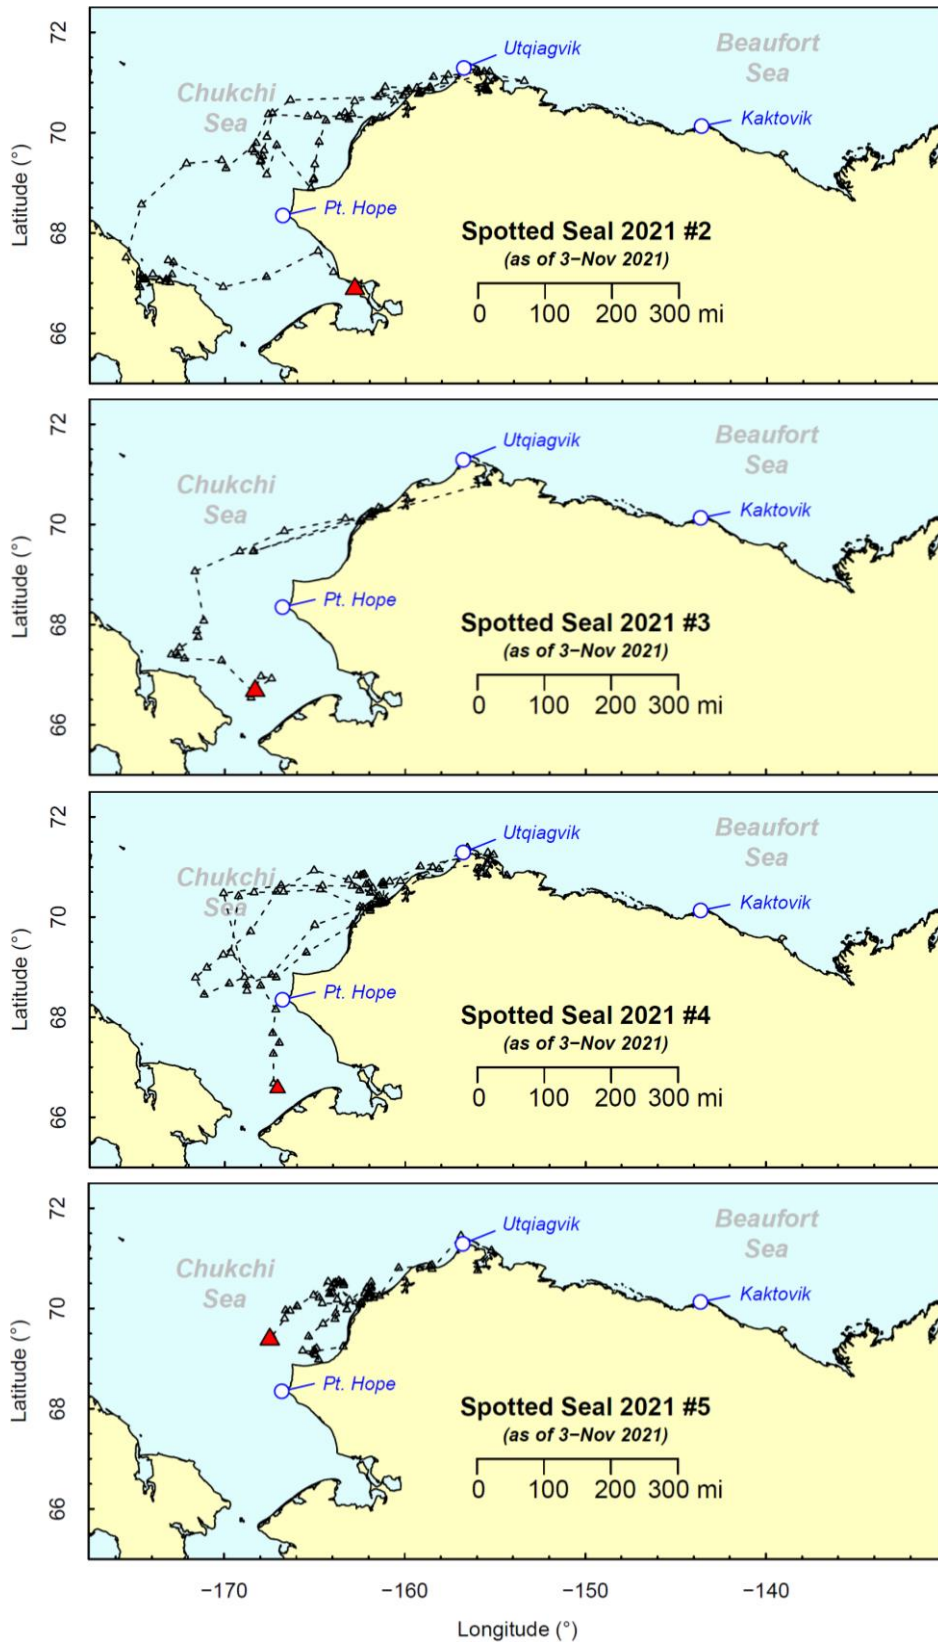 72
Utqiagvik
Beaufort
Sea
Chukchi
Sea
70
Kaktovik
Latitude (°)
68
Pt. Hope
Spotted Seal 2021 #2
(as of 3-Nov 2021)
66
0 100 200 300 mi
72
Utqiagvik
Beaufort
Sea
Chukchi
Sea
70
Kaktovik
Latitude (°)
68
Pt. Hope
Spotted Seal 2021 #3
(as of 3−Nov 2021)
66
0 100 200 300 mi
72
Utqiagvik
Beaufort
Sea
Chukchi
Sea
70
Kaktovik
Latitude (°)
68
Pt. Hope
Spotted Seal 2021 #4
(as of 3−Nov 2021)
66
0 100 200 300 mi
72
Utqiagvik
Beaufort
Sea
Chukchi
Sea
70
Kaktovik
Latitude (°)
68
Pt. Hope
Spotted Seal 2021 #5
(as of 3−Nov 2021)
66
0 100 200 300 mi
−170 −160 −150 −140
Longitude (°)